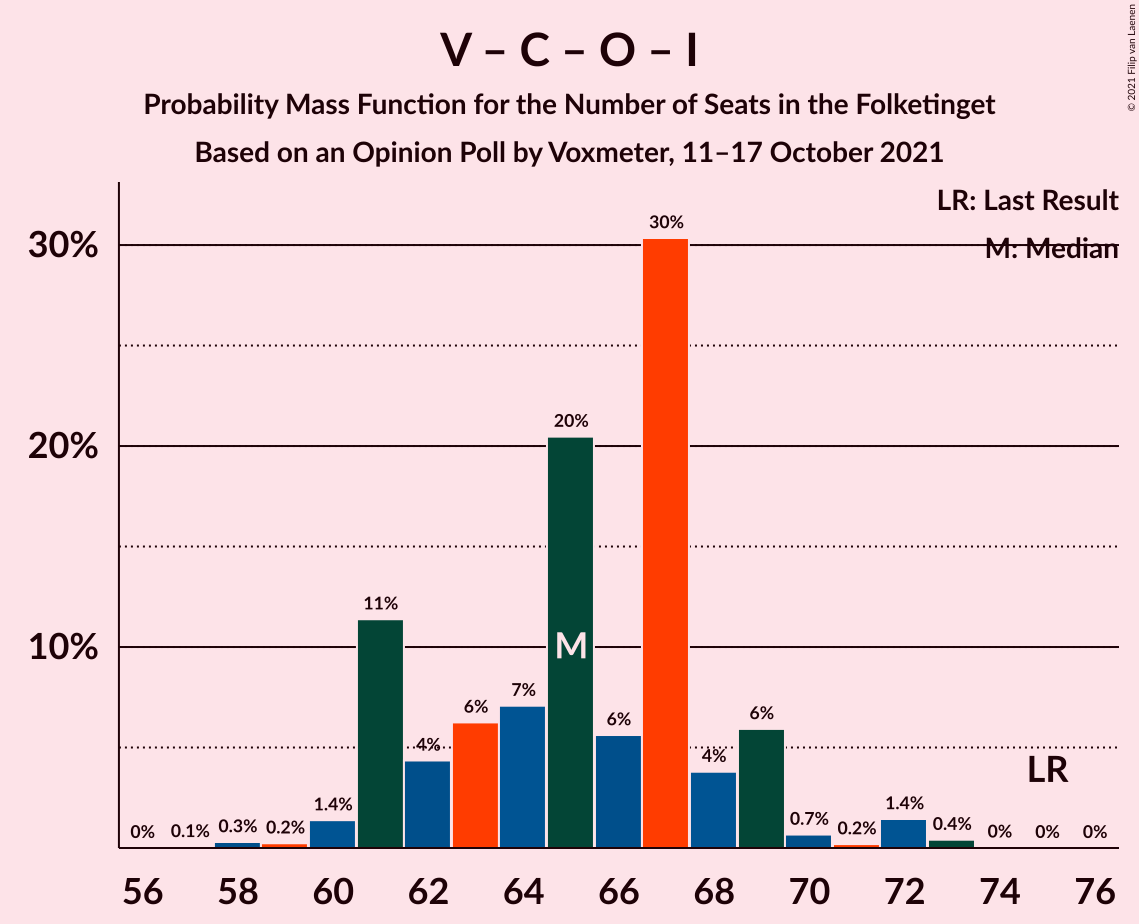 V – C – O – I
Probability Mass Function for the Number of Seats in the Folketinget
Based on an Opinion Poll by Voxmeter, 11–17 October 2021
© 2021 Filip van Laenen
LR: Last Result
M: Median
30%
20%
10%
0%
0.1%
0.3%
0.2%
1.4%
11%
4%
6%
7%
20%
6%
30%
4%
6%
0.7%
0.2%
1.4%
0.4%
0%
0%
0%
M
LR
56 58 60 62 64 66 68 70 72 74 76